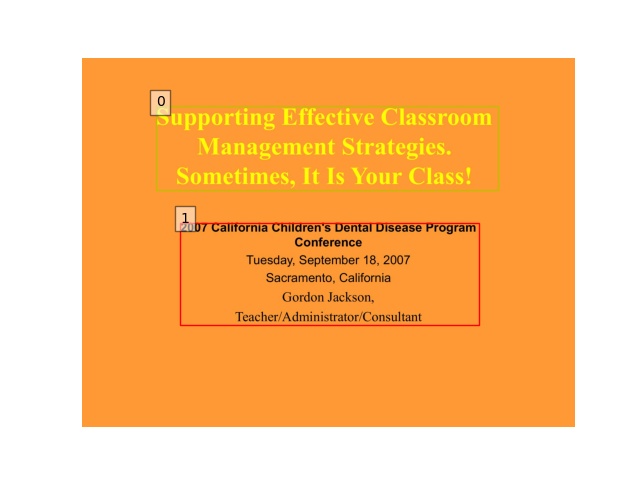 0
Supporting Effective Classroom
Management Strategies.
Sometimes, It Is Your Class!
1
2007 California Children's Dental Disease Program
Conference
Tuesday, September 18, 2007
Sacramento, California
Gordon Jackson,
Teacher/Administrator/Consultant